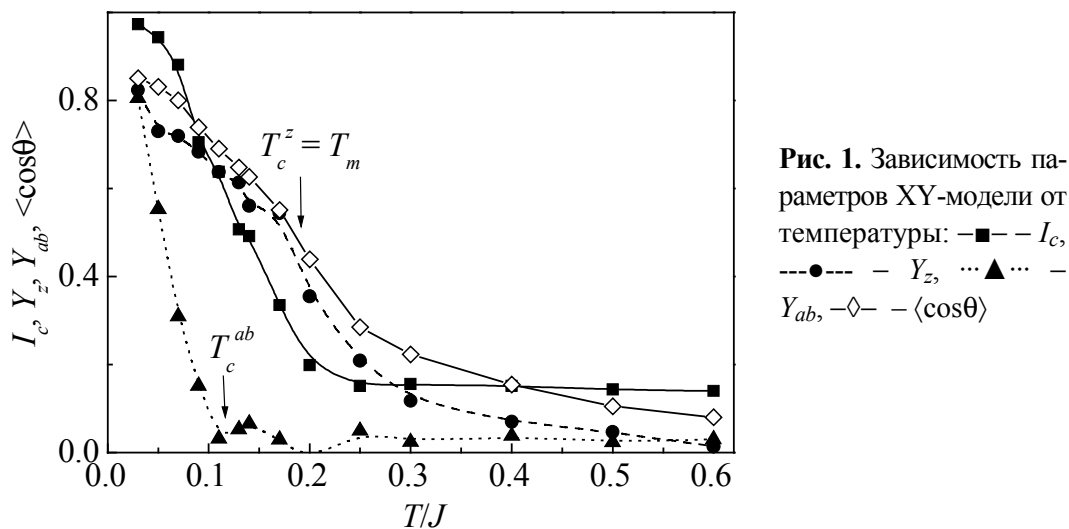 I_c, Y_z, Y_ab, <cosθ>
0.8
0.4
0.0
T_c^z = T_m
T_c^ab
0.0 0.1 0.2 0.3 0.4 0.5 0.6
T/J
Рис. 1. Зависимость па-
раметров XY-модели от
температуры: –■– – I_c,
---●--- – Y_z, ···▲··· –
Y_ab, –◇– – ⟨cosθ⟩